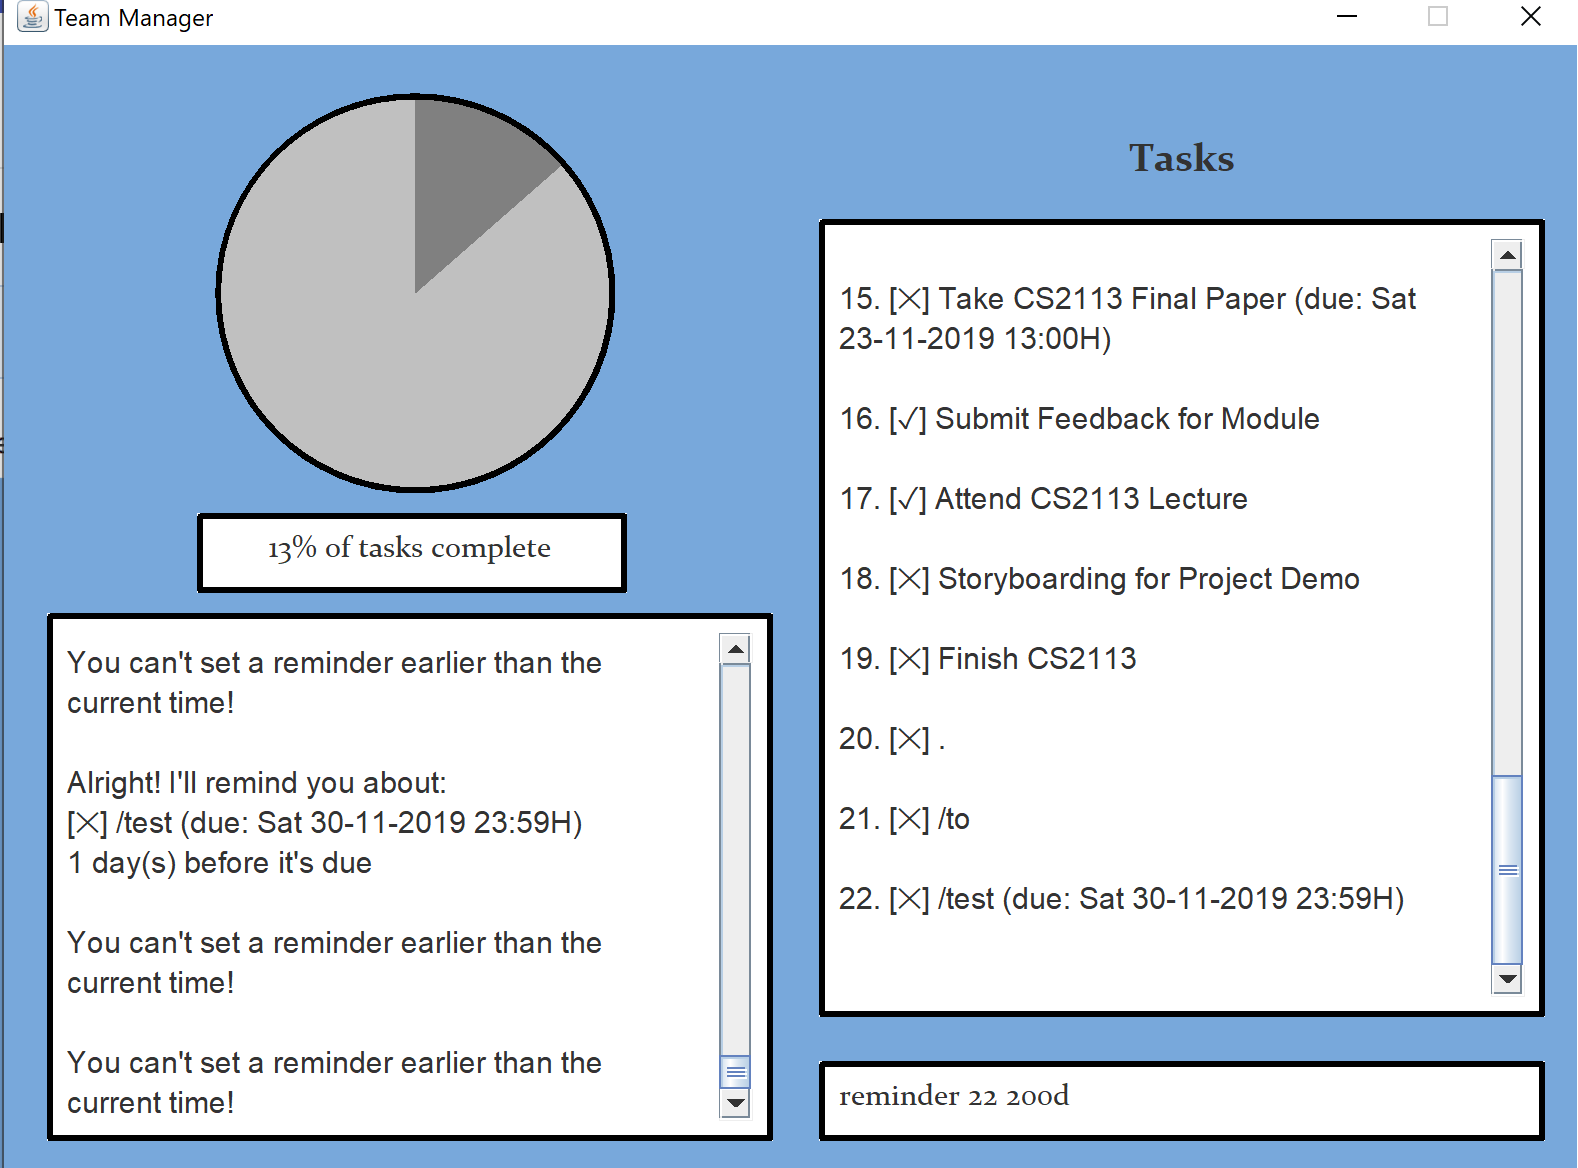 Team Manager
13% of tasks complete
You can't set a reminder earlier than the
current time!
Alright! I'll remind you about:
[✕] /test (due: Sat 30-11-2019 23:59H)
1 day(s) before it's due
You can't set a reminder earlier than the
current time!
You can't set a reminder earlier than the
current time!
Tasks
15. [✕] Take CS2113 Final Paper (due: Sat
23-11-2019 13:00H)
16. [✓] Submit Feedback for Module
17. [✓] Attend CS2113 Lecture
18. [✕] Storyboarding for Project Demo
19. [✕] Finish CS2113
20. [✕] .
21. [✕] /to
22. [✕] /test (due: Sat 30-11-2019 23:59H)
reminder 22 200d